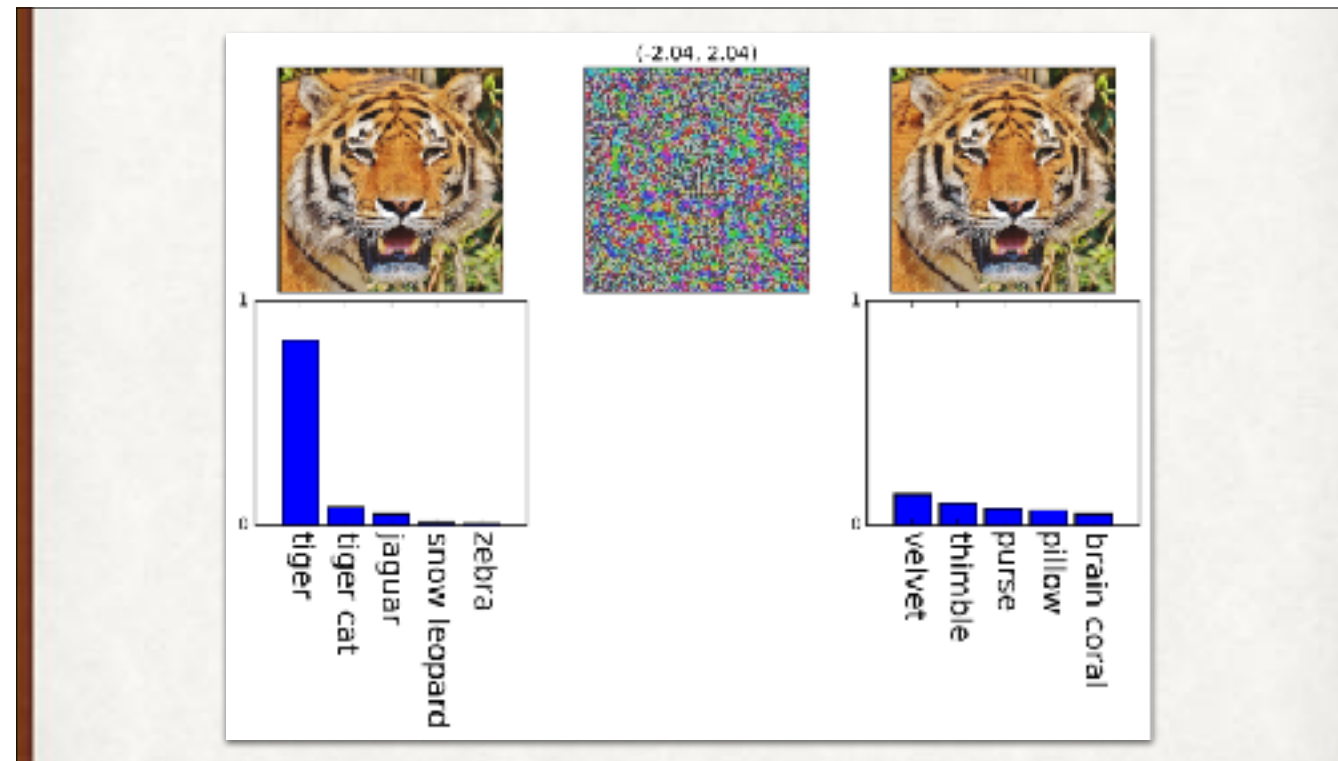 (-2.04, 2.04)
1
0
tiger
tiger cat
jaguar
snow leopard
zebra
1
0
velvet
thimble
purse
pillow
brain coral